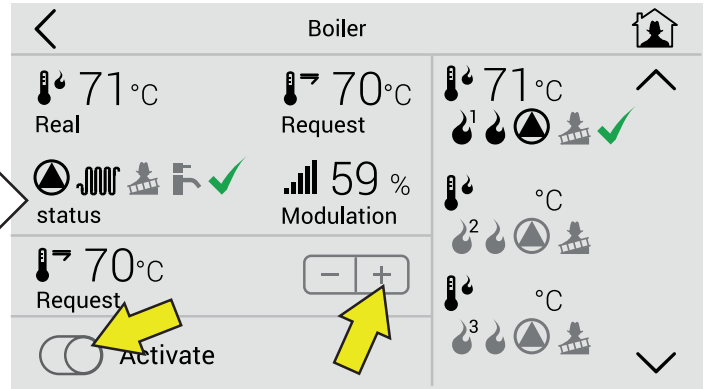 Boiler
71°C
Real
70°C
Request
status
59 %
Modulation
70°C
Request
Activate
71°C
1
°C
2
°C
3